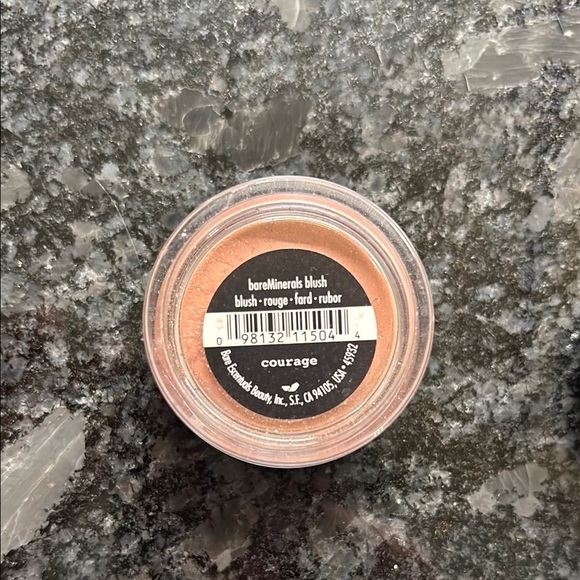 bareMinerals blush
blush • rouge • fard • rubor
0 98132 11504 4
courage
Bare Escentuals Beauty, Inc., S.F., CA 94105, USA • 45932